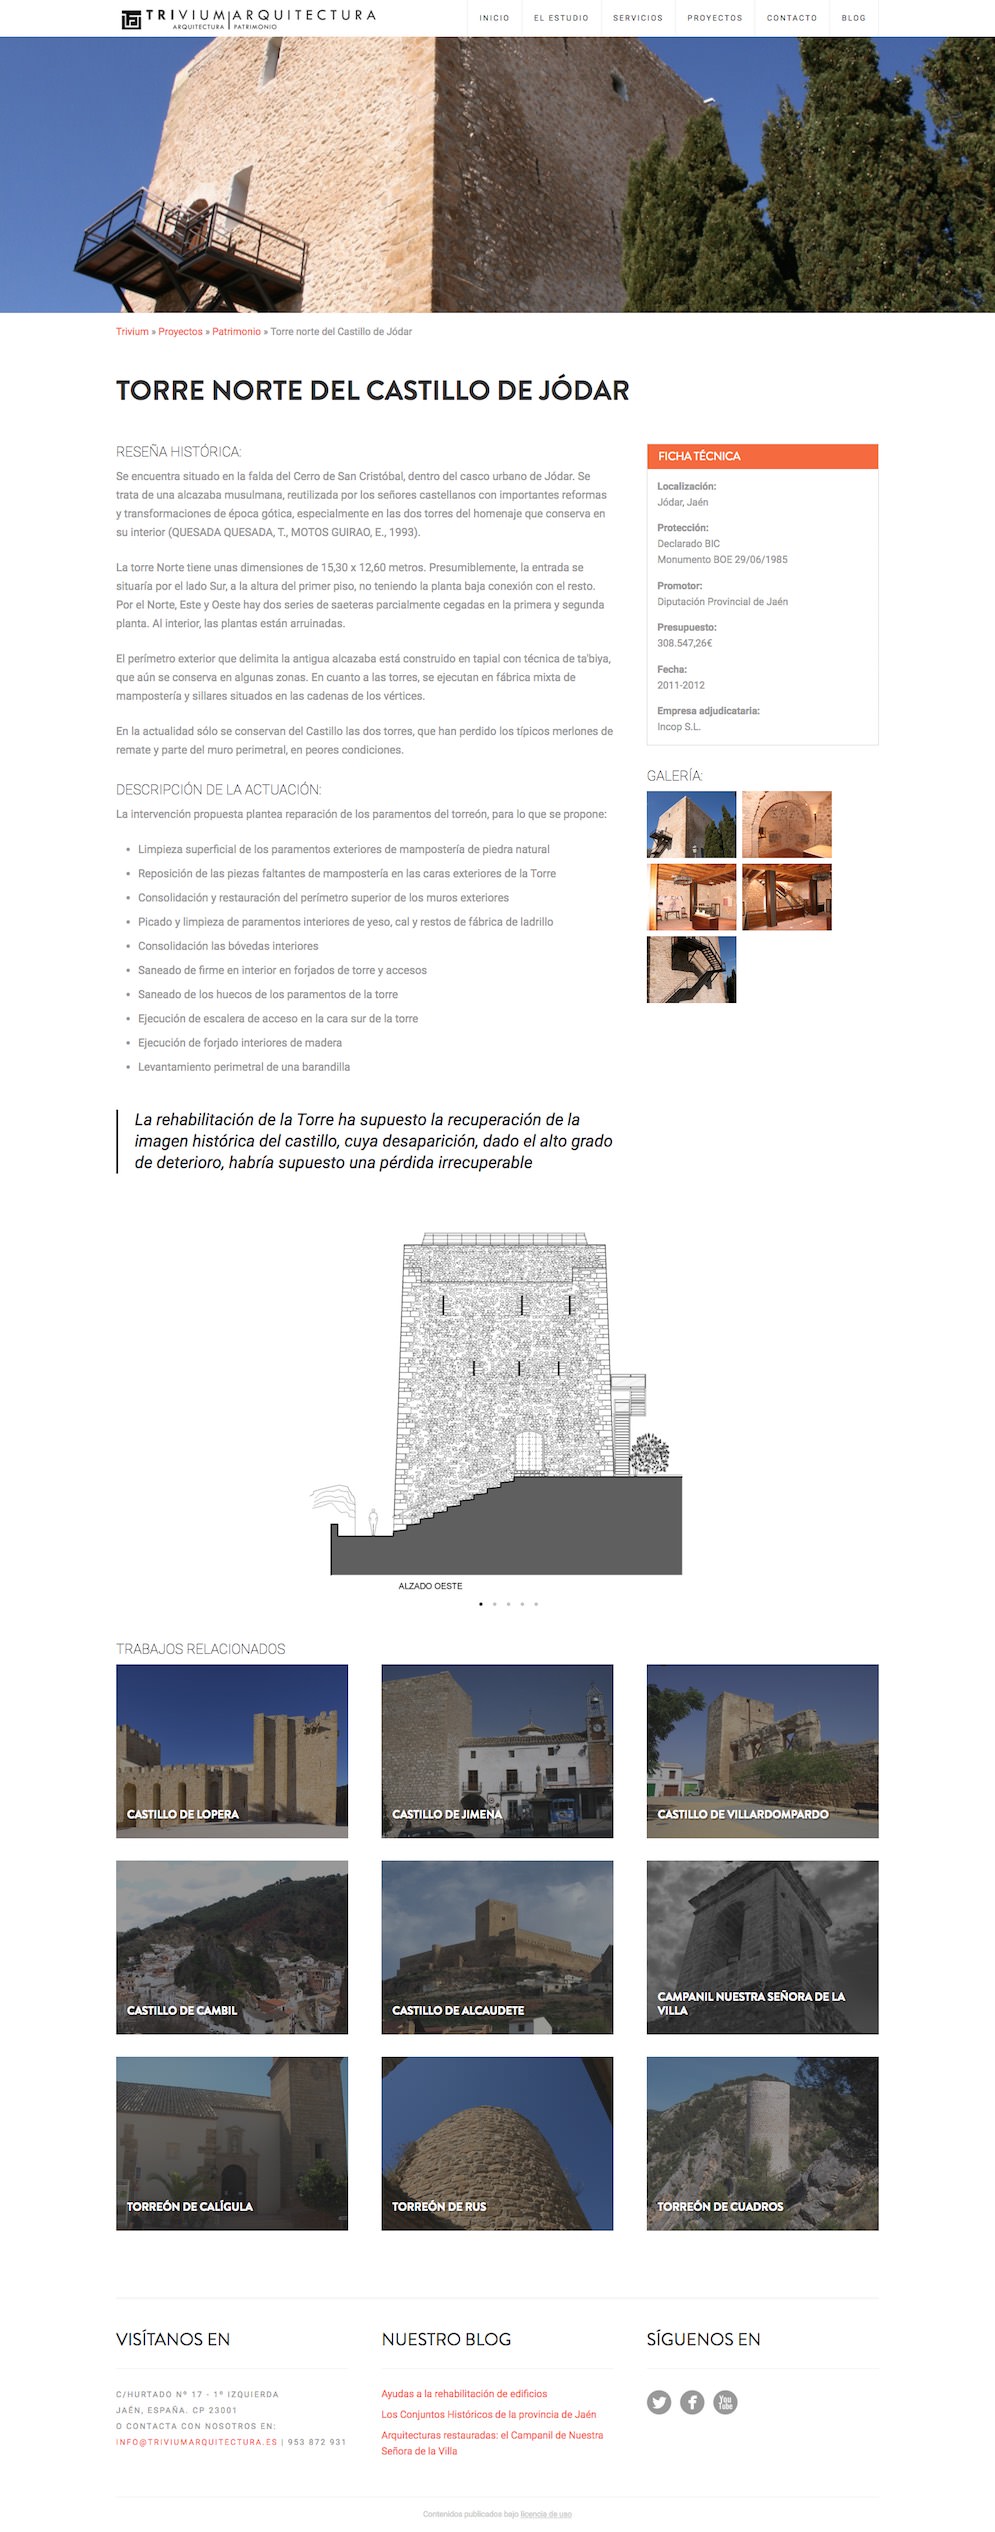 TRIVIUM|ARQUITECTURA
ARQUITECTURA | PATRIMONIO
INICIO
EL ESTUDIO
SERVICIOS
PROYECTOS
CONTACTO
BLOG
Trivium » Proyectos » Patrimonio » Torre norte del Castillo de Jódar
TORRE NORTE DEL CASTILLO DE JÓDAR
RESEÑA HISTÓRICA:
Se encuentra situado en la falda del Cerro de San Cristóbal, dentro del casco urbano de Jódar. Se
trata de una alcazaba musulmana, reutilizada por los señores castellanos con importantes reformas
y transformaciones de época gótica, especialmente en las dos torres del homenaje que conserva en
su interior (QUESADA QUESADA, T., MOTOS GUIRAO, E., 1993).
La torre Norte tiene unas dimensiones de 15,30 x 12,60 metros. Presumiblemente, la entrada se
situaría por el lado Sur, a la altura del primer piso, no teniendo la planta baja conexión con el resto.
Por el Norte, Este y Oeste hay dos series de saeteras parcialmente cegadas en la primera y segunda
planta. Al interior, las plantas están arruinadas.
El perímetro exterior que delimita la antigua alcazaba está construido en tapial con técnica de ta'biya,
que aún se conserva en algunas zonas. En cuanto a las torres, se ejecutan en fábrica mixta de
mampostería y sillares situados en las cadenas de los vértices.
En la actualidad sólo se conservan del Castillo las dos torres, que han perdido los típicos merlones de
remate y parte del muro perimetral, en peores condiciones.
DESCRIPCIÓN DE LA ACTUACIÓN:
La intervención propuesta plantea reparación de los paramentos del torreón, para lo que se propone:
• Limpieza superficial de los paramentos exteriores de mampostería de piedra natural
• Reposición de las piezas faltantes de mampostería en las caras exteriores de la Torre
• Consolidación y restauración del perímetro superior de los muros exteriores
• Picado y limpieza de paramentos interiores de yeso, cal y restos de fábrica de ladrillo
• Consolidación las bóvedas interiores
• Saneado de firme en interior en forjados de torre y accesos
• Saneado de los huecos de los paramentos de la torre
• Ejecución de escalera de acceso en la cara sur de la torre
• Ejecución de forjado interiores de madera
• Levantamiento perimetral de una barandilla
La rehabilitación de la Torre ha supuesto la recuperación de la
imagen histórica del castillo, cuya desaparición, dado el alto grado
de deterioro, habría supuesto una pérdida irrecuperable
FICHA TÉCNICA
Localización:
Jódar, Jaén
Protección:
Declarado BIC
Monumento BOE 29/06/1985
Promotor:
Diputación Provincial de Jaén
Presupuesto:
308.547,26€
Fecha:
2011-2012
Empresa adjudicataria:
Incop S.L.
GALERÍA:
ALZADO OESTE
TRABAJOS RELACIONADOS
CASTILLO DE LOPERA
CASTILLO DE JIMENA
CASTILLO DE VILLARDOMPARDO
CASTILLO DE CAMBIL
CASTILLO DE ALCAUDETE
CAMPANIL NUESTRA SEÑORA DE LA
VILLA
TORREÓN DE CALÍGULA
TORREÓN DE RUS
TORREÓN DE CUADROS
VISÍTANOS EN
C/HURTADO Nº 17 - 1º IZQUIERDA
JAÉN, ESPAÑA. CP 23001
O CONTACTA CON NOSOTROS EN:
INFO@TRIVIUMARQUITECTURA.ES | 953 872 931
NUESTRO BLOG
Ayudas a la rehabilitación de edificios
Los Conjuntos Históricos de la provincia de Jaén
Arquitecturas restauradas: el Campanil de Nuestra
Señora de la Villa
SÍGUENOS EN
You
Tube
Contenidos publicados bajo licencia de uso